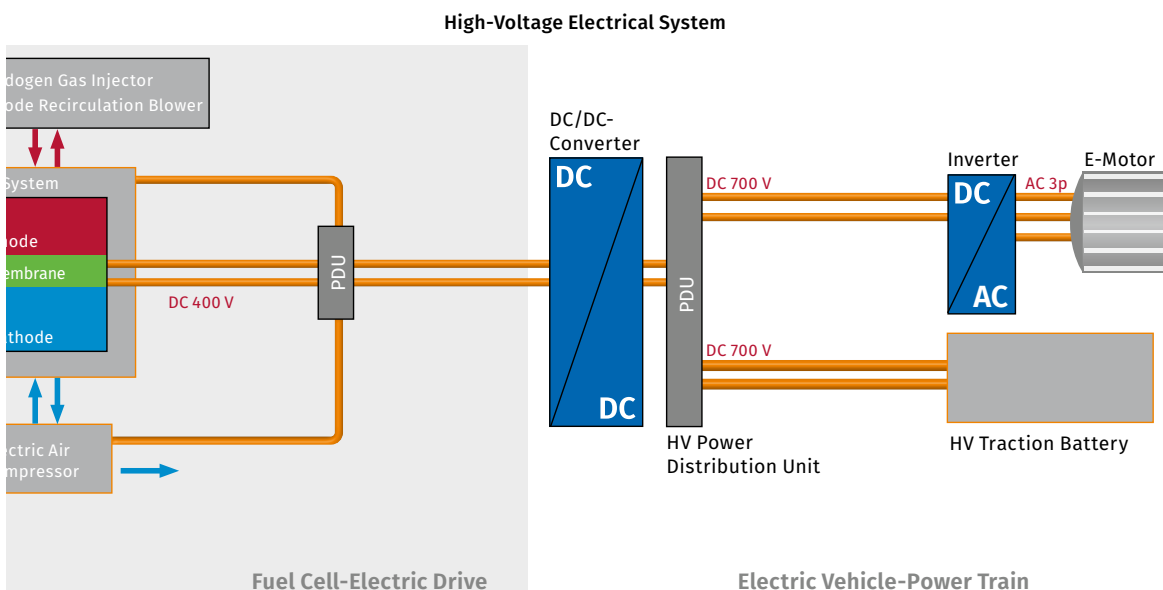 High-Voltage Electrical System
dogen Gas Injector
ode Recirculation Blower
System
ode
embrane
athode
DC 400 V
PDU
ectric Air
mpressor
DC/DC-
Converter
DC
DC
PDU
HV Power
Distribution Unit
DC 700 V
DC 700 V
Inverter
DC
AC
AC 3p
E-Motor
HV Traction Battery
Fuel Cell-Electric Drive
Electric Vehicle-Power Train